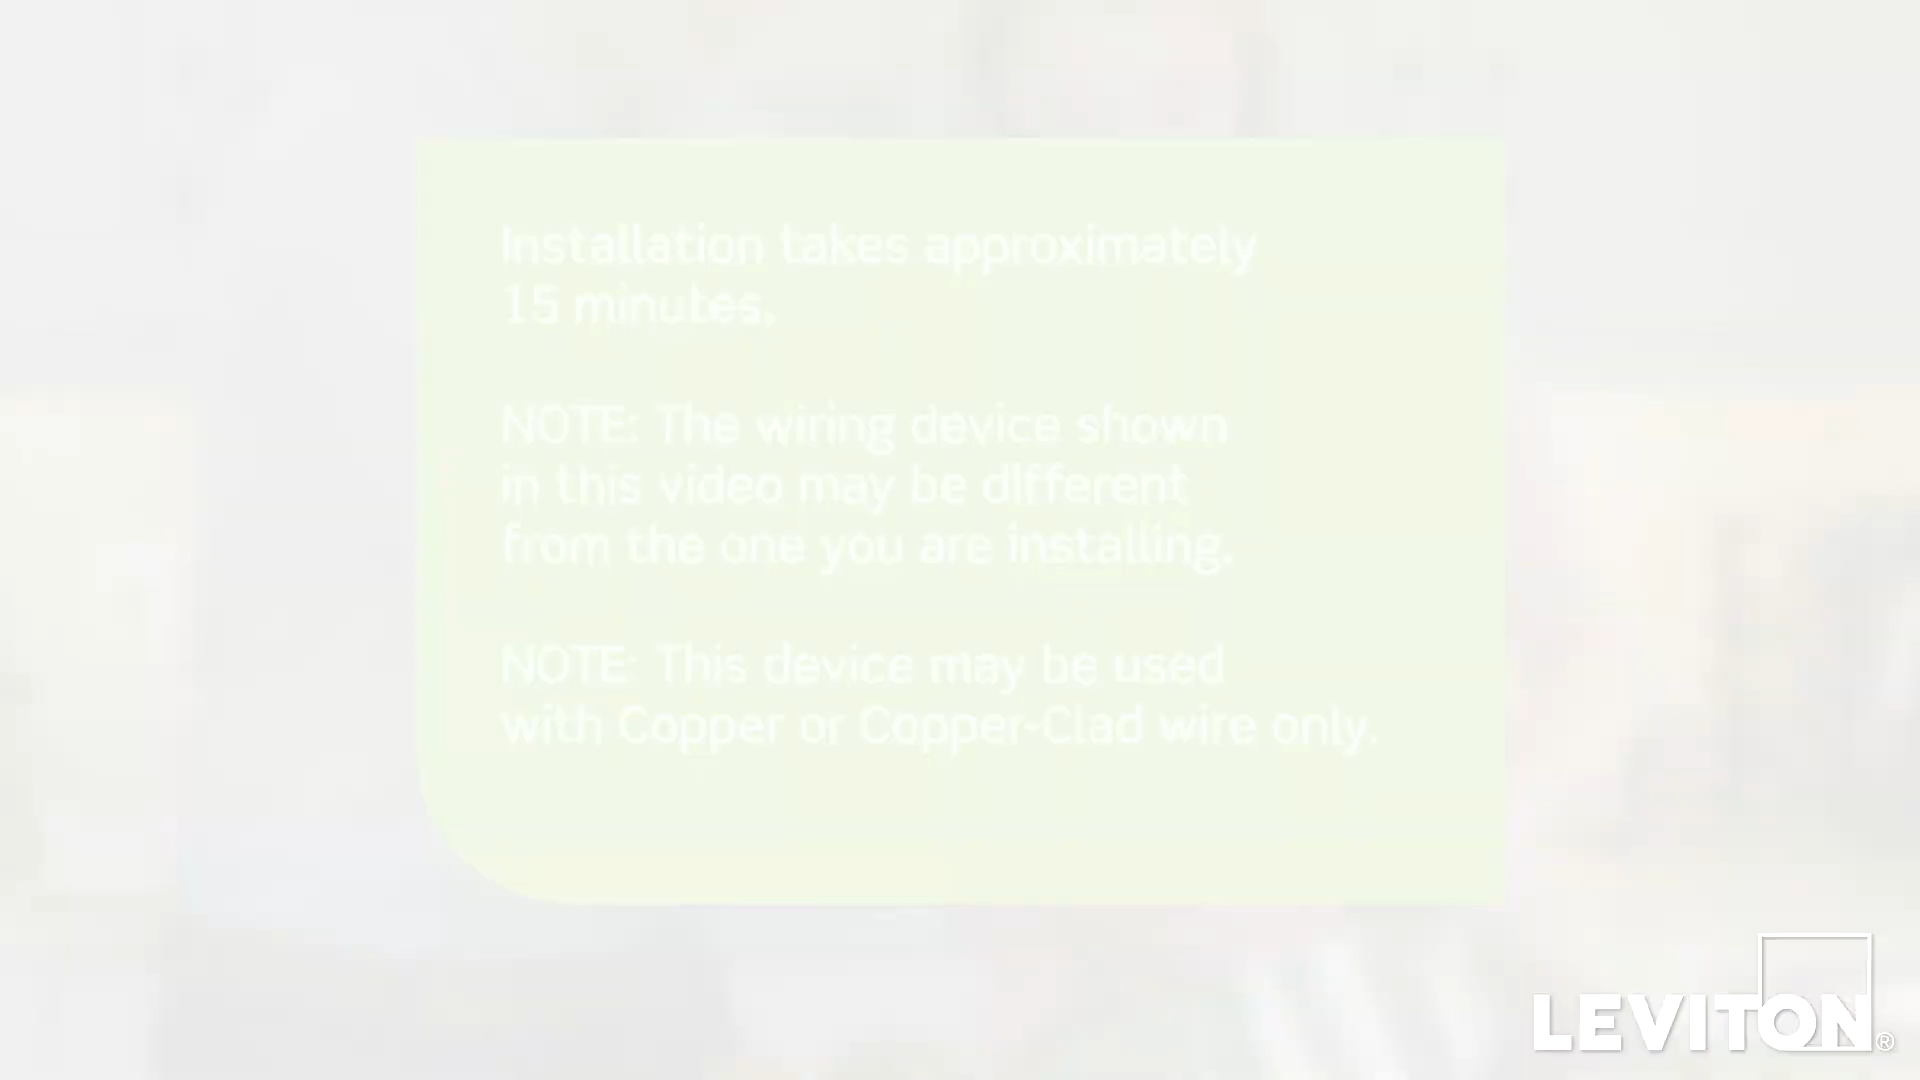 Installation takes approximately
15 minutes.
NOTE: The wiring device shown
in this video may be different
from the one you are installing.
NOTE: This device may be used
with Copper or Copper-Clad wire only.
LEVITON®